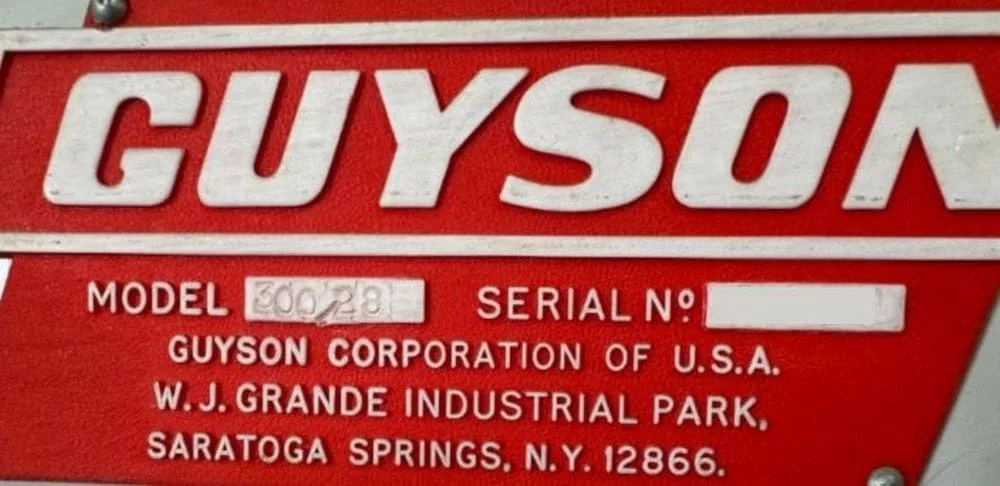 GUYSON
MODEL 300/28 SERIAL Nº
GUYSON CORPORATION OF U.S.A.
W.J. GRANDE INDUSTRIAL PARK,
SARATOGA SPRINGS, N.Y. 12866.